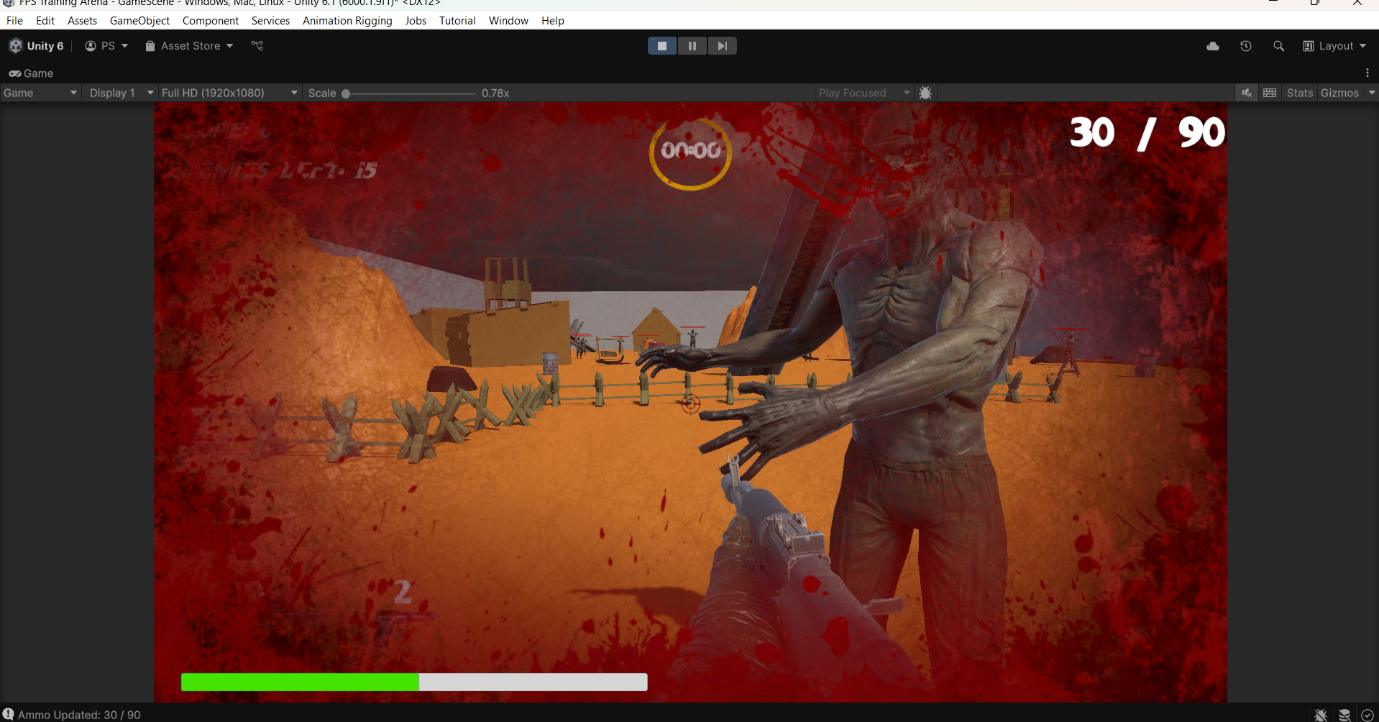 FPS Training Arena - GameScene - Windows, Mac, Linux - Unity 6.1 (6000.1.9f1)* <DX12>
File Edit Assets GameObject Component Services Animation Rigging Jobs Tutorial Window Help
Unity 6 PS Asset Store Layout
Game
Game Display 1 Full HD (1920x1080) Scale 0.78x Play Focused Stats Gizmos
30 / 90
00:00
2
Ammo Updated: 30 / 90